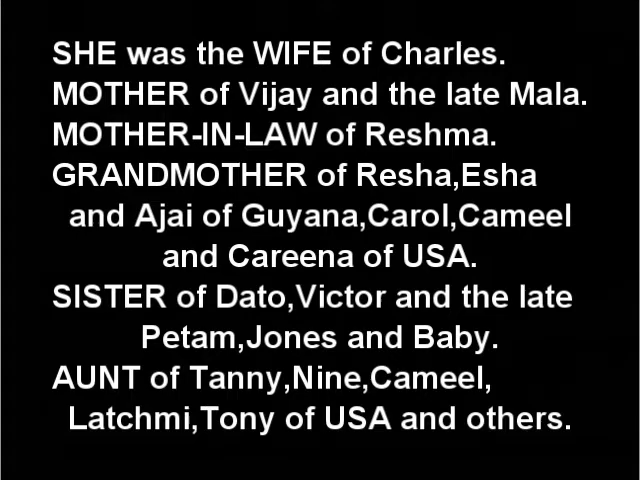 SHE was the WIFE of Charles.
MOTHER of Vijay and the late Mala.
MOTHER-IN-LAW of Reshma.
GRANDMOTHER of Resha,Esha
and Ajai of Guyana,Carol,Cameel
and Careena of USA.
SISTER of Dato,Victor and the late
Petam,Jones and Baby.
AUNT of Tanny,Nine,Cameel,
Latchmi,Tony of USA and others.